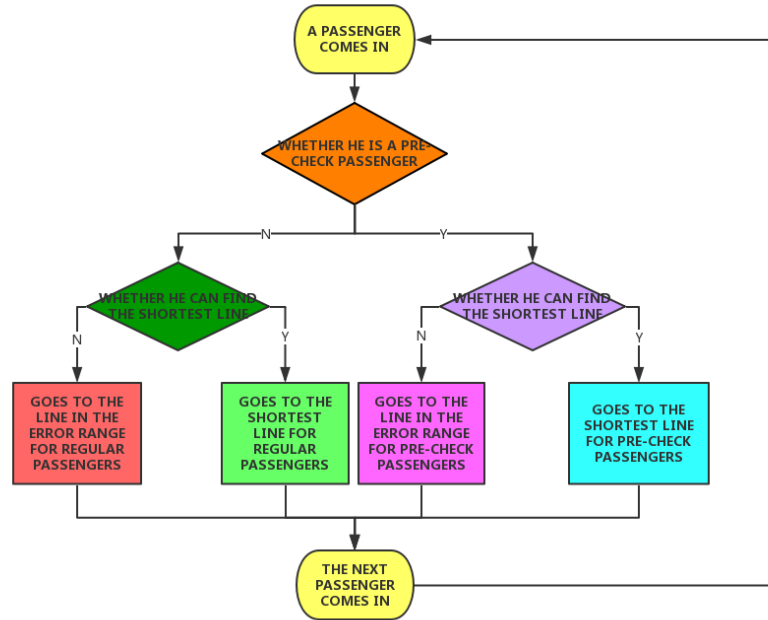 A PASSENGER
COMES IN
WHETHER HE IS A PRE-
CHECK PASSENGER
N
Y
WHETHER HE CAN FIND
THE SHORTEST LINE
WHETHER HE CAN FIND
THE SHORTEST LINE
N
Y
N
Y
GOES TO THE
LINE IN THE
ERROR RANGE
FOR REGULAR
PASSENGERS
GOES TO THE
SHORTEST
LINE FOR
REGULAR
PASSENGERS
GOES TO THE
LINE IN THE
ERROR RANGE
FOR PRE-CHECK
PASSENGERS
GOES TO THE
SHORTEST LINE
FOR PRE-CHECK
PASSENGERS
THE NEXT
PASSENGER
COMES IN